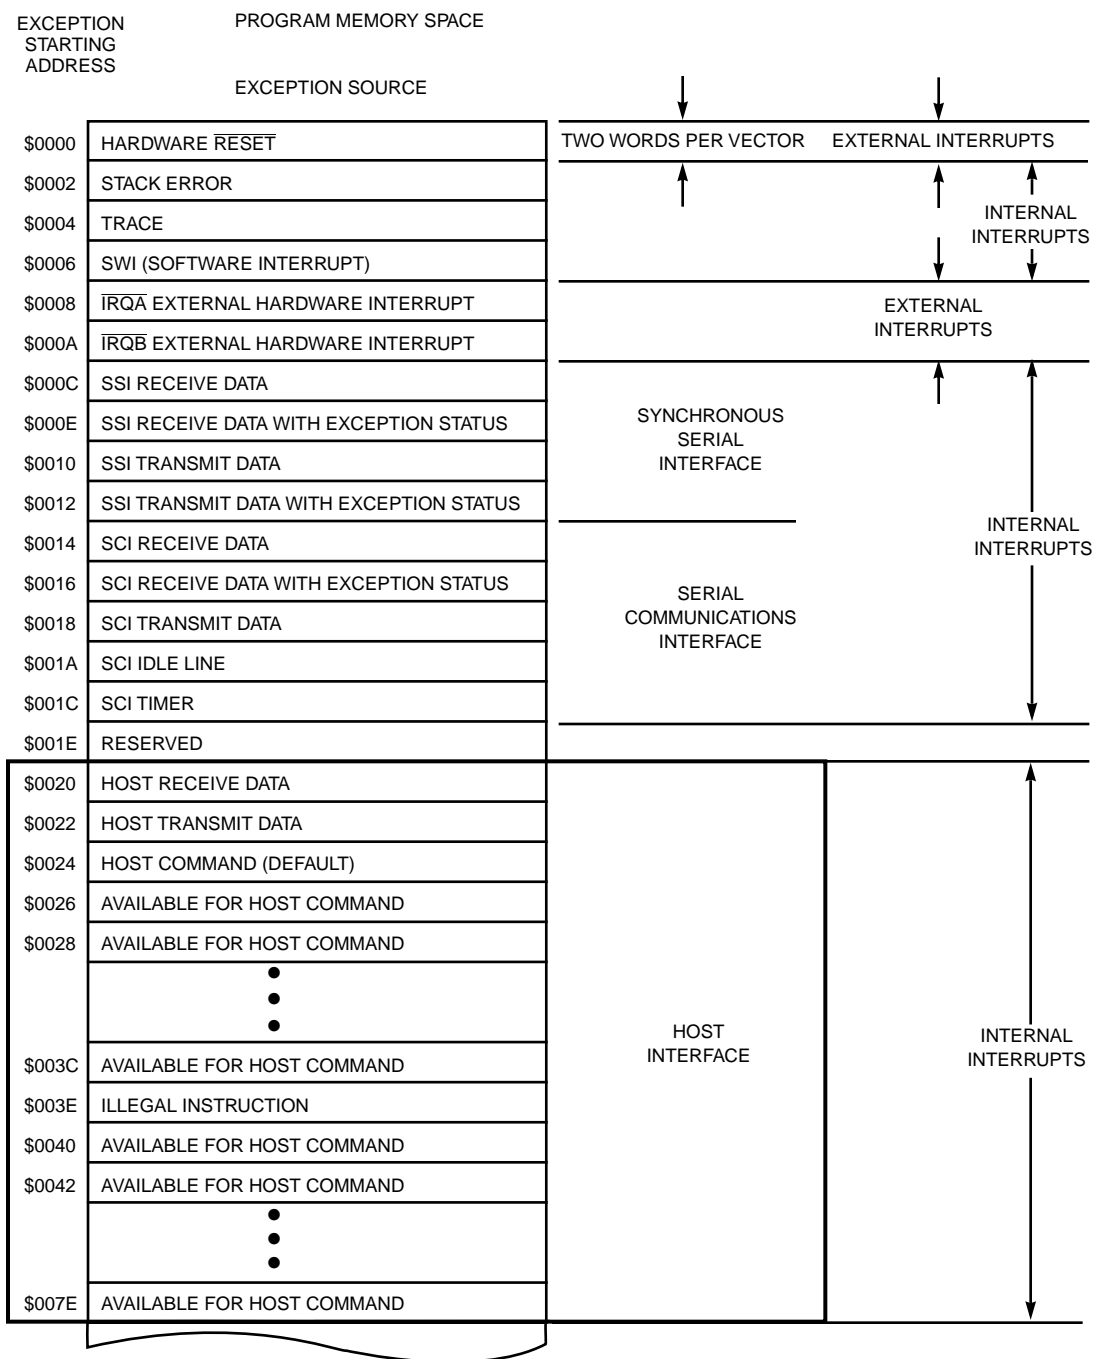 EXCEPTION
STARTING
ADDRESS
PROGRAM MEMORY SPACE
EXCEPTION SOURCE
$0000 HARDWARE RESET
TWO WORDS PER VECTOR EXTERNAL INTERRUPTS
$0002 STACK ERROR
$0004 TRACE
INTERNAL
INTERRUPTS
$0006 SWI (SOFTWARE INTERRUPT)
$0008 IRQA EXTERNAL HARDWARE INTERRUPT
EXTERNAL
INTERRUPTS
$000A IRQB EXTERNAL HARDWARE INTERRUPT
$000C SSI RECEIVE DATA
$000E SSI RECEIVE DATA WITH EXCEPTION STATUS
SYNCHRONOUS
SERIAL
INTERFACE
$0010 SSI TRANSMIT DATA
$0012 SSI TRANSMIT DATA WITH EXCEPTION STATUS
$0014 SCI RECEIVE DATA
INTERNAL
INTERRUPTS
$0016 SCI RECEIVE DATA WITH EXCEPTION STATUS
SERIAL
COMMUNICATIONS
INTERFACE
$0018 SCI TRANSMIT DATA
$001A SCI IDLE LINE
$001C SCI TIMER
$001E RESERVED
$0020 HOST RECEIVE DATA
$0022 HOST TRANSMIT DATA
$0024 HOST COMMAND (DEFAULT)
$0026 AVAILABLE FOR HOST COMMAND
$0028 AVAILABLE FOR HOST COMMAND
HOST
INTERFACE
INTERNAL
INTERRUPTS
$003C AVAILABLE FOR HOST COMMAND
$003E ILLEGAL INSTRUCTION
$0040 AVAILABLE FOR HOST COMMAND
$0042 AVAILABLE FOR HOST COMMAND
$007E AVAILABLE FOR HOST COMMAND